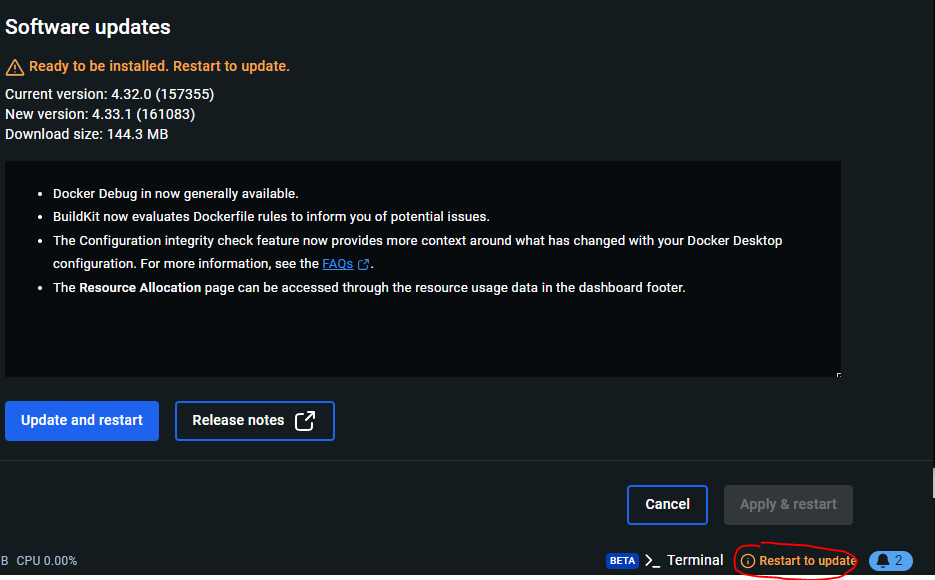 Software updates
Ready to be installed. Restart to update.
Current version: 4.32.0 (157355)
New version: 4.33.1 (161083)
Download size: 144.3 MB
Docker Debug in now generally available.
BuildKit now evaluates Dockerfile rules to inform you of potential issues.
The Configuration integrity check feature now provides more context around what has changed with your Docker Desktop
configuration. For more information, see the FAQs.
The Resource Allocation page can be accessed through the resource usage data in the dashboard footer.
Update and restart Release notes
Cancel Apply & restart
B CPU 0.00% BETA >_ Terminal Restart to update 2